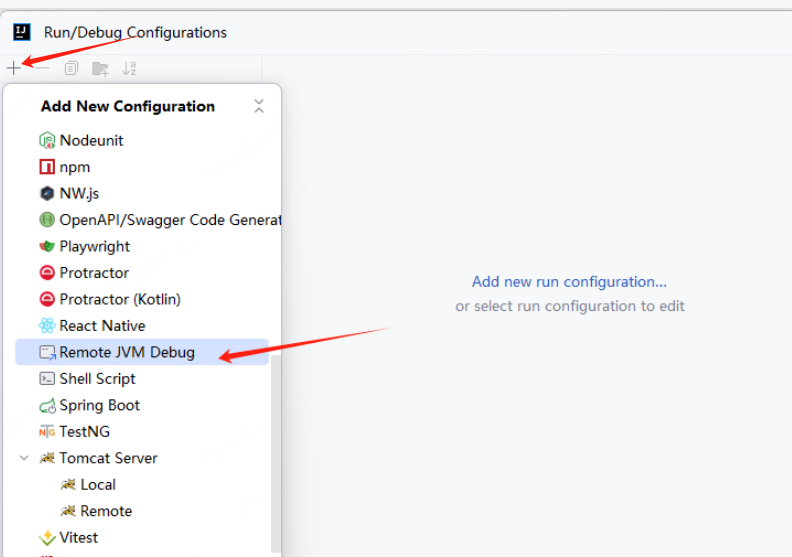 IJ
Run/Debug Configurations
Add New Configuration
Nodeunit
npm
NW.js
OpenAPI/Swagger Code Generat
Playwright
Protractor
Protractor (Kotlin)
React Native
Remote JVM Debug
Shell Script
Spring Boot
TestNG
Tomcat Server
Local
Remote
Vitest
Add new run configuration...
or select run configuration to edit